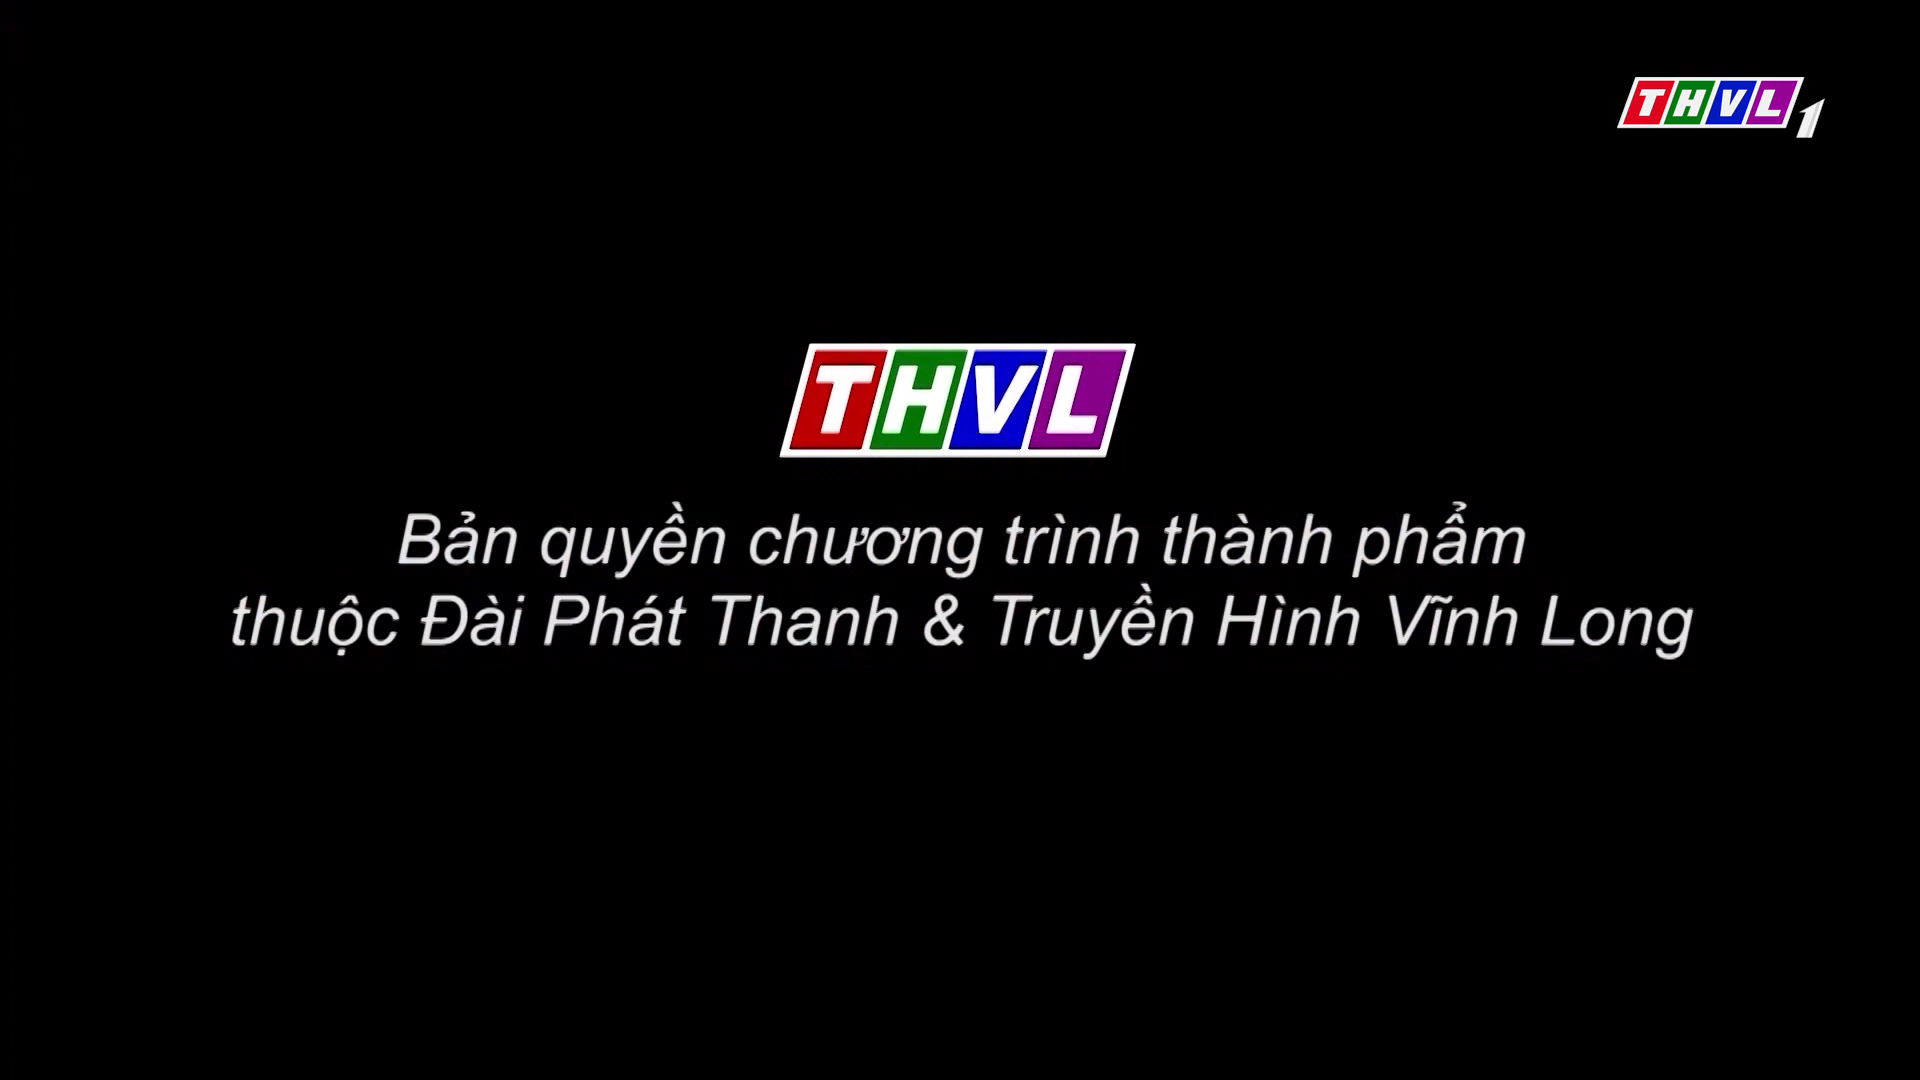 THVL1
THVL
Bản quyền chương trình thành phẩm
thuộc Đài Phát Thanh & Truyền Hình Vĩnh Long